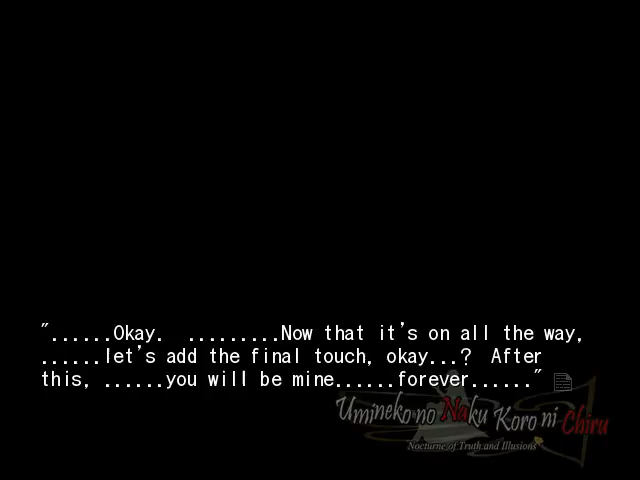 "......Okay.  .........Now that it's on all the way,
......let's add the final touch, okay...?  After
this, ......you will be mine......forever......"
Umineko no Naku Koro ni Chiru
Nocturne of Truth and Illusions